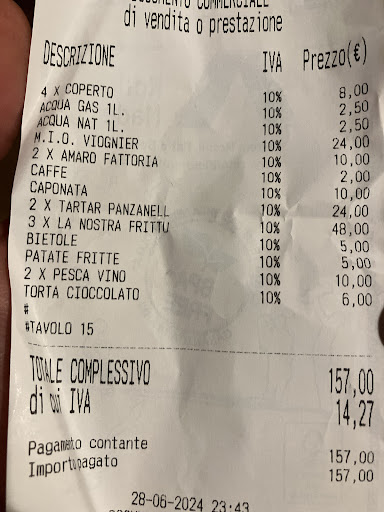 DOCUMENTO COMMERCIALE
di vendita o prestazione
DESCRIZIONE IVA Prezzo(€)
4 X COPERTO 10% 8,00
ACQUA GAS 1L. 10% 2,50
ACQUA NAT 1L. 10% 2,50
M.I.O. VIOGNIER 10% 24,00
2 X AMARO FATTORIA 10% 10,00
CAFFE 10% 2,00
CAPONATA 10% 10,00
2 X TARTAR PANZANELL 10% 24,00
3 X LA NOSTRA FRITTU 10% 48,00
BIETOLE 10% 5,00
PATATE FRITTE 10% 5,00
2 X PESCA VINO 10% 10,00
TORTA CIOCCOLATO 10% 6,00
#
#TAVOLO 15
TOTALE COMPLESSIVO 157,00
di cui IVA 14,27
Pagamento contante 157,00
Importo pagato 157,00
28-06-2024 23:43